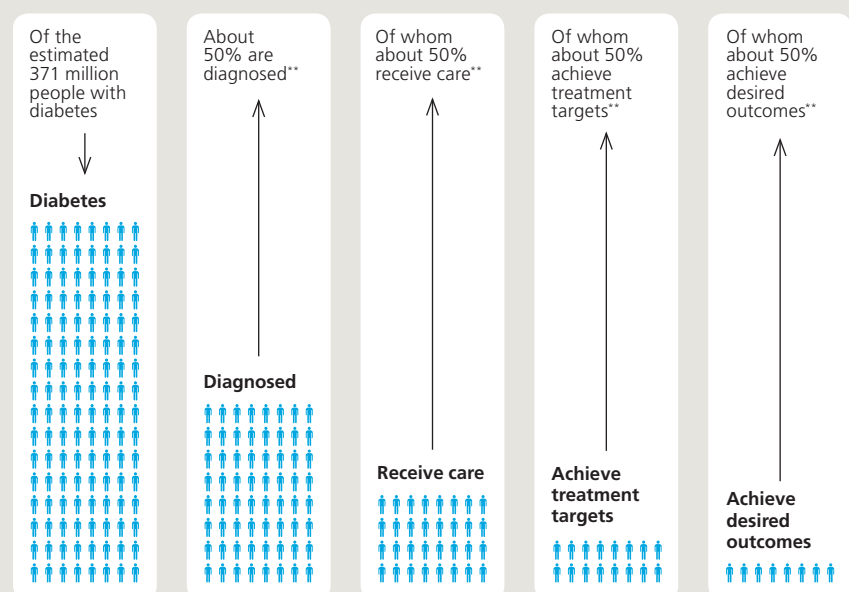 Of the
estimated
371 million
people with
diabetes
Diabetes
About
50% are
diagnosed**
Diagnosed
Of whom
about 50%
receive care**
Receive care
Of whom
about 50%
achieve
treatment
targets**
Achieve
treatment
targets
Of whom
about 50%
achieve
desired
outcomes**
Achieve
desired
outcomes